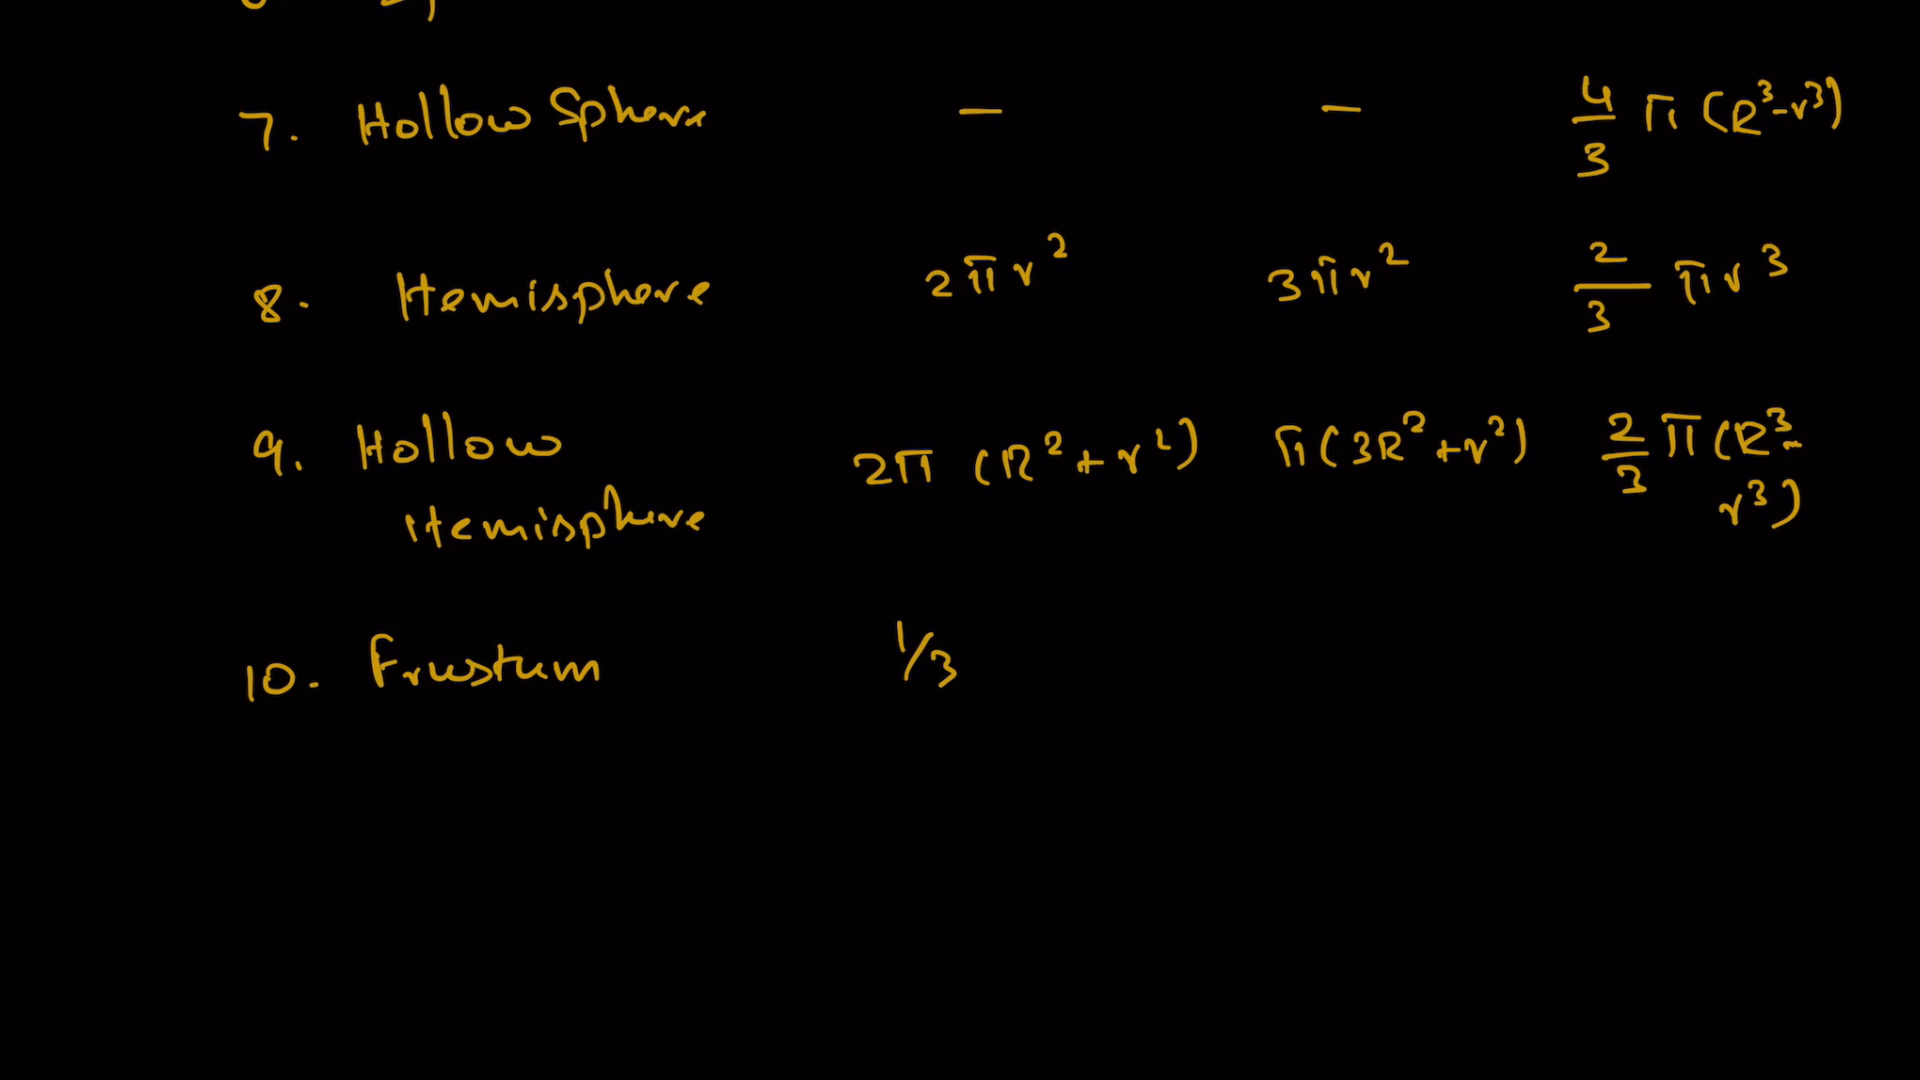 7. Hollow Sphere — — 4/3 π (R³-r³)
8. Hemisphere 2πr² 3πr² 2/3 πr³
9. Hollow 2π (R²+r²) π(3R²+r²) 2/3 π(R³-
Hemisphere r³)
10. Frustum 1/3